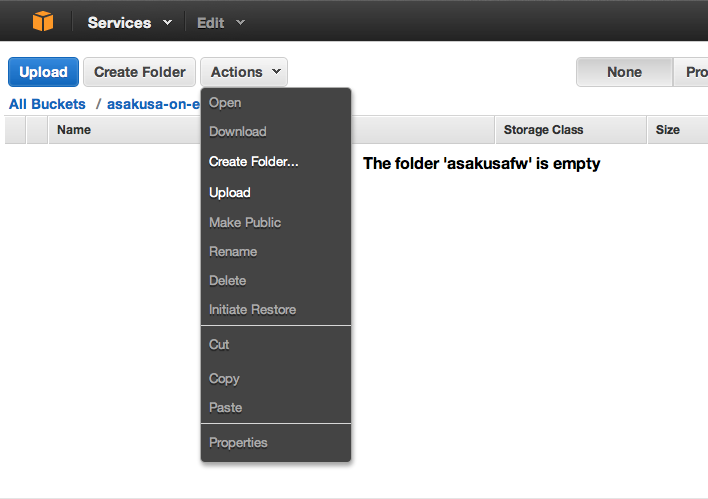 Services Edit
Upload Create Folder Actions None
All Buckets / asakusa-on-e
Name Storage Class Size
The folder 'asakusafw' is empty
Open
Download
Create Folder...
Upload
Make Public
Rename
Delete
Initiate Restore
Cut
Copy
Paste
Properties